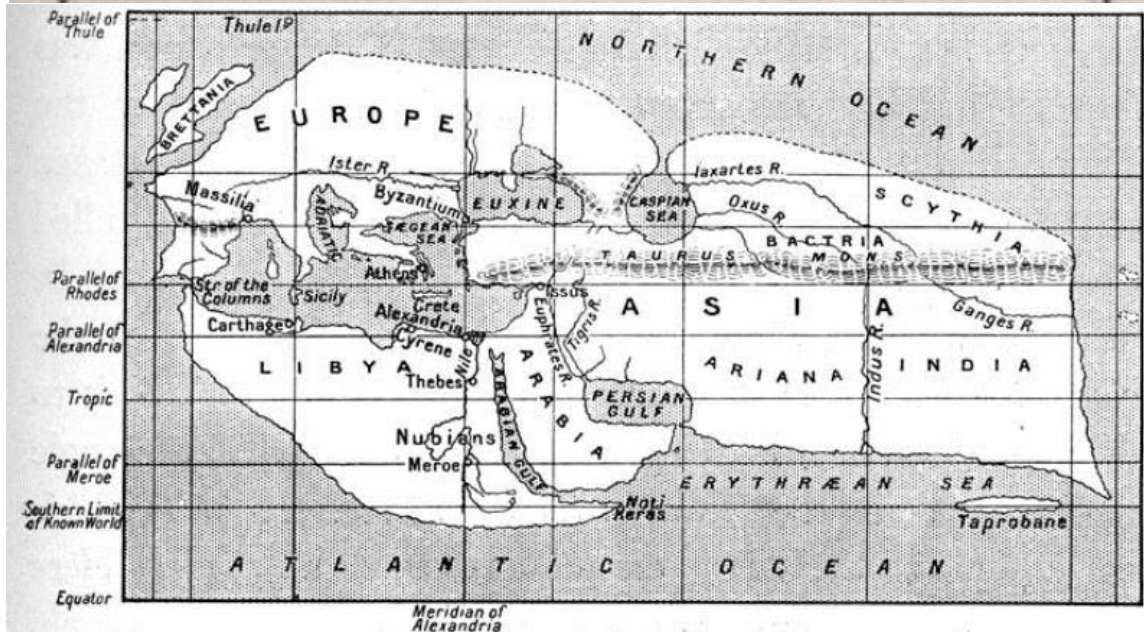 Parallel of
Thule
Thule I.
NORTHERN OCEAN
BRETTANIA
EUROPE
Ister R.
Iaxartes R.
Massilia
Byzantium
EUXINE
CASPIAN
SEA
Oxus R.
SCYTHIA
ADRIATIC
ÆGEAN
SEA
BACTRIA
Athens
TAURUS MONS
Parallel of
Rhodes
Str of the
Columns
Sicily
Crete
Issus
ASIA
Ganges R.
Carthage
Alexandria
Euphrates R.
Tigris R.
Parallel of
Alexandria
Cyrene
Nile
Indus R.
LIBYA
ARABIA
ARIANA
INDIA
Thebes
Tropic
ARABIAN GULF
PERSIAN
GULF
Nubians
Parallel of
Meroe
Meroe
ERYTHRÆAN SEA
Southern Limit
of Known World
Noti
Keras
Taprobane
ATLANTIC OCEAN
Equator
Meridian of
Alexandria